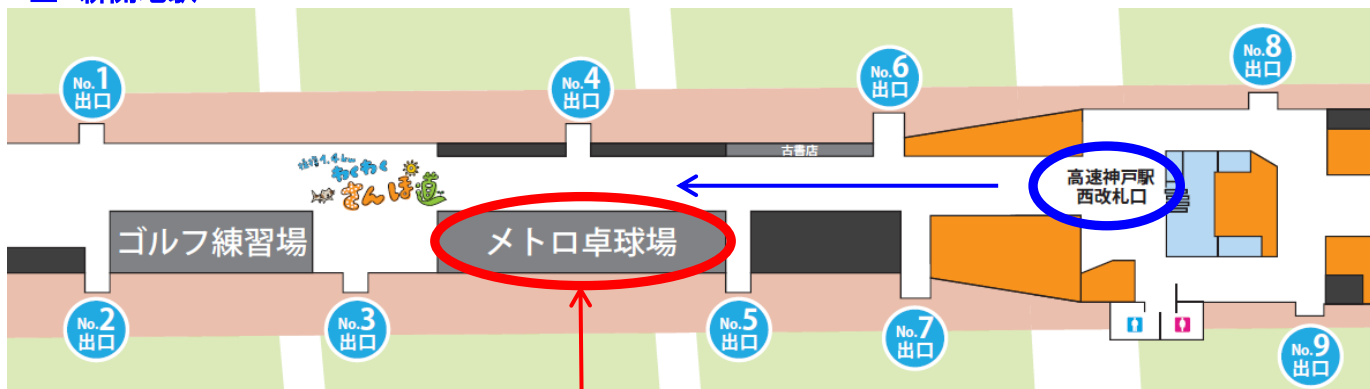 No.1
出口
No.4
出口
No.6
出口
No.8
出口
古書店
わくわく
さんぽ道
高速神戸駅
西改札口
ゴルフ練習場
メトロ卓球場
No.2
出口
No.3
出口
No.5
出口
No.7
出口
No.9
出口